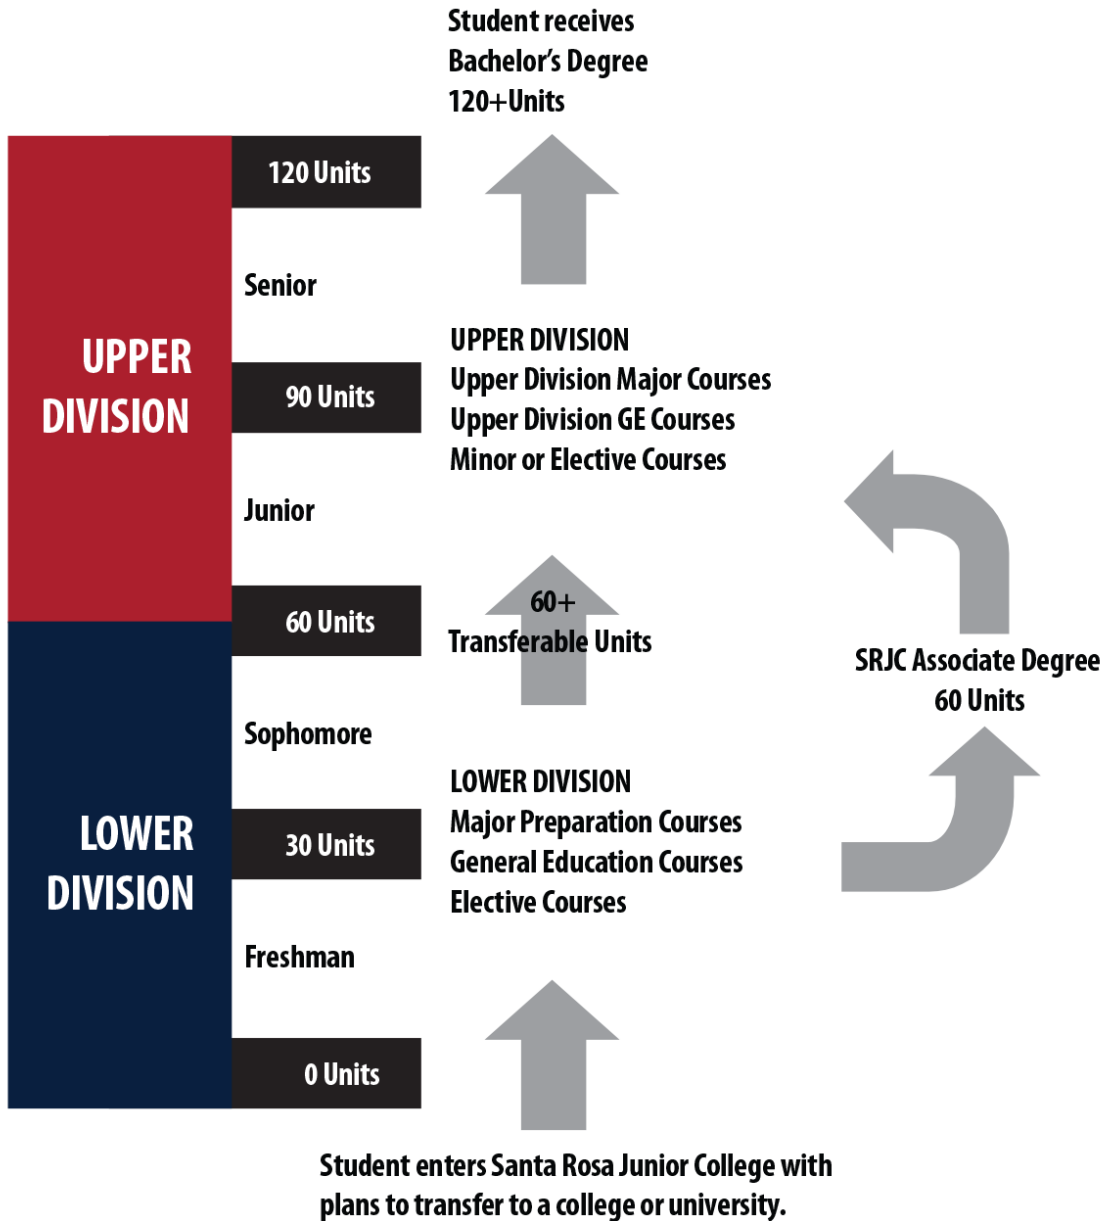 Student receives
Bachelor's Degree
120+Units
120 Units
Senior
UPPER
DIVISION
90 Units
UPPER DIVISION
Upper Division Major Courses
Upper Division GE Courses
Minor or Elective Courses
Junior
60 Units
60+
Transferable Units
SRJC Associate Degree
60 Units
Sophomore
LOWER
DIVISION
30 Units
LOWER DIVISION
Major Preparation Courses
General Education Courses
Elective Courses
Freshman
0 Units
Student enters Santa Rosa Junior College with
plans to transfer to a college or university.